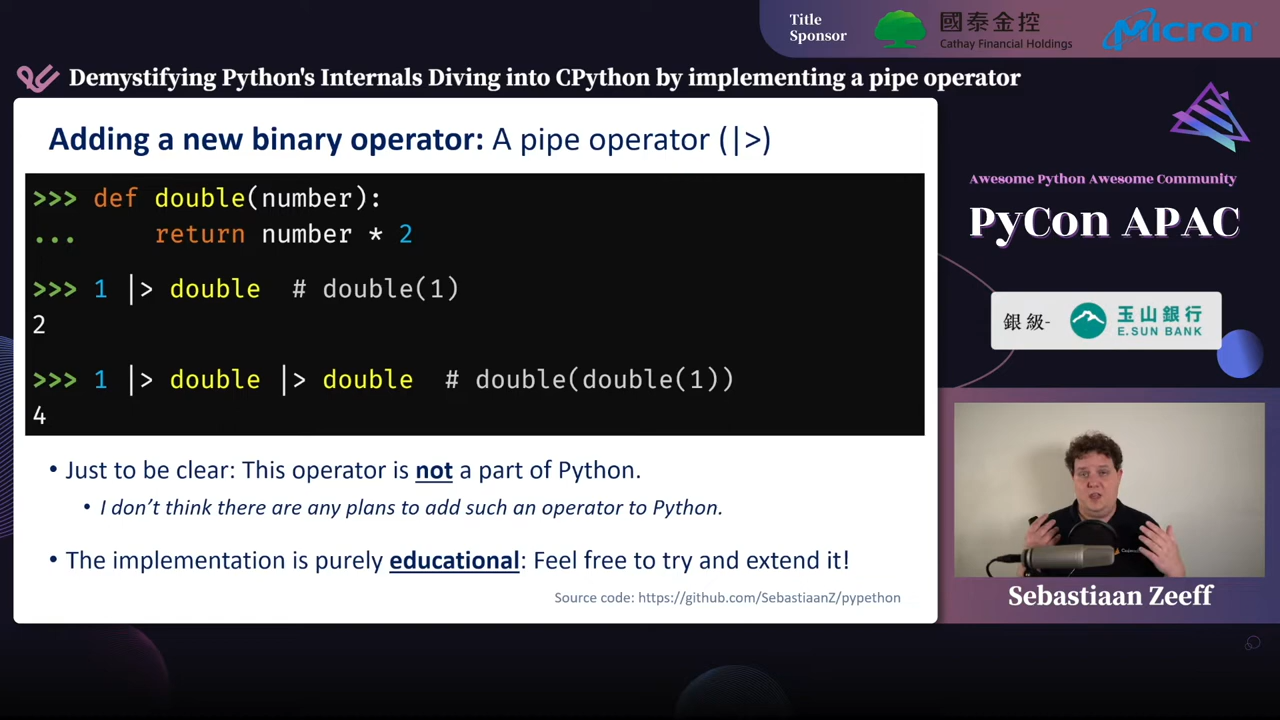 Title
Sponsor
國泰金控
Cathay Financial Holdings
Micron
Demystifying Python's Internals Diving into CPython by implementing a pipe operator
Adding a new binary operator: A pipe operator (|>)
>>> def double(number):
...     return number * 2
>>> 1 |> double  # double(1)
2
>>> 1 |> double |> double  # double(double(1))
4
• Just to be clear: This operator is not a part of Python.
• I don't think there are any plans to add such an operator to Python.
• The implementation is purely educational: Feel free to try and extend it!
Source code: https://github.com/SebastiaanZ/pypethon
Awesome Python Awesome Community
PyCon APAC
銀級-
玉山銀行
E.SUN BANK
Sebastiaan Zeeff